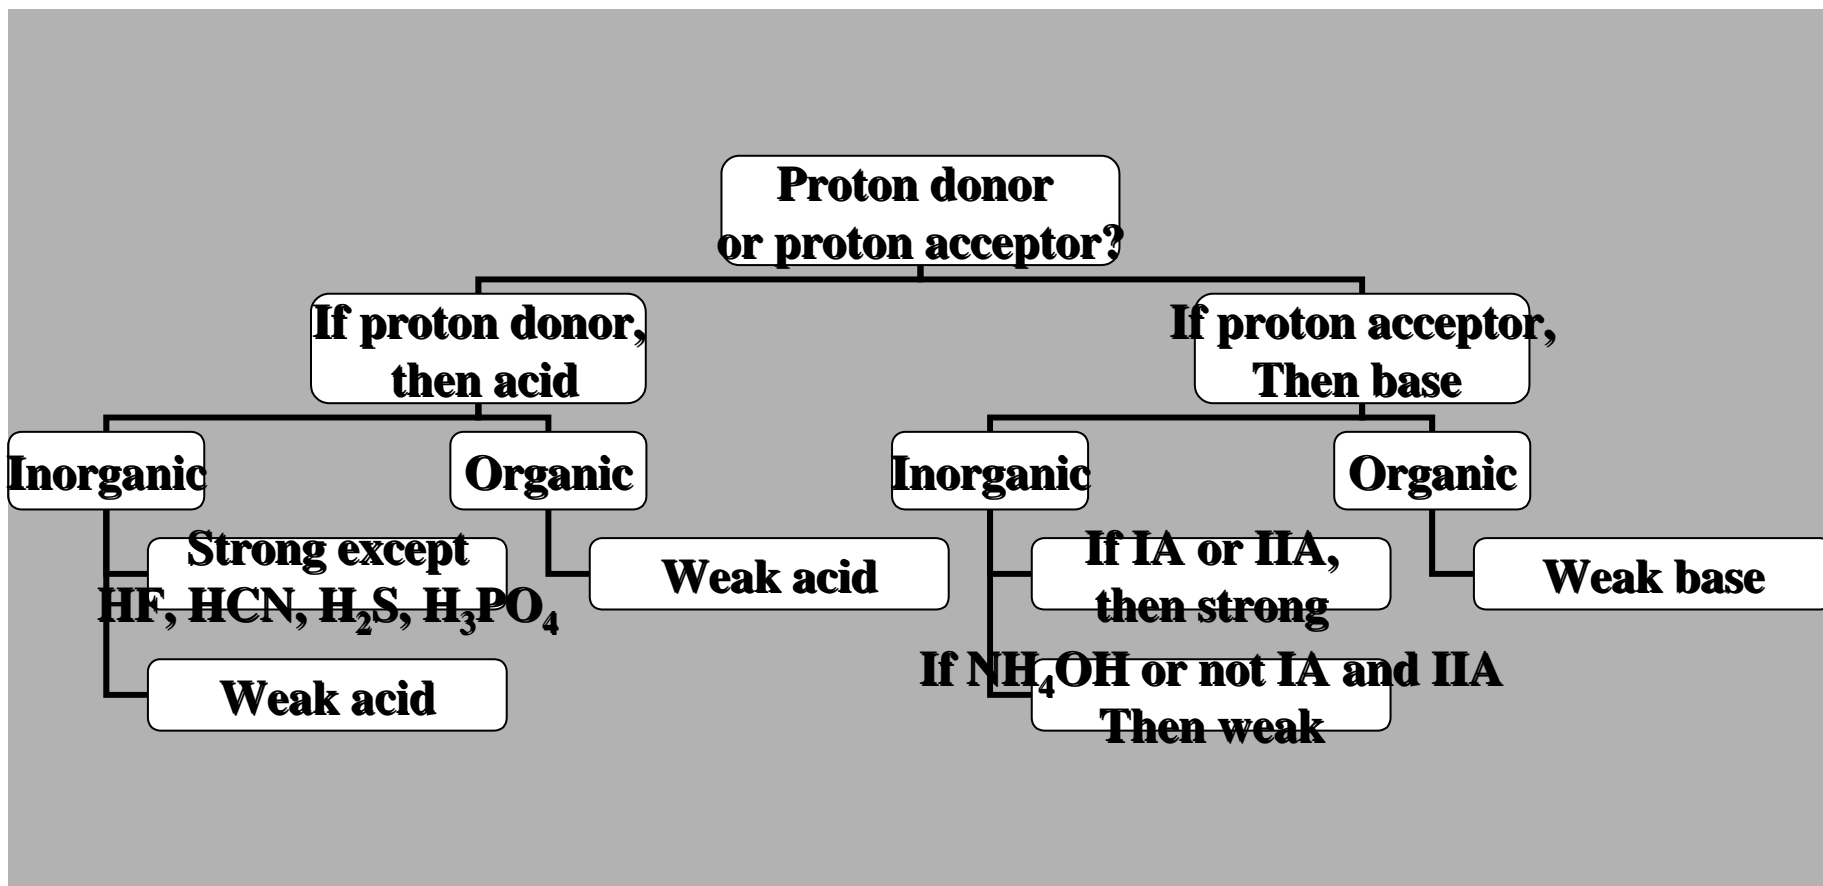 Proton donor
or proton acceptor?
If proton donor,
then acid
If proton acceptor,
Then base
Inorganic
Organic
Inorganic
Organic
Strong except
HF, HCN, H₂S, H₃PO₄
Weak acid
Weak acid
If IA or IIA,
then strong
If NH₄OH or not IA and IIA
Then weak
Weak base